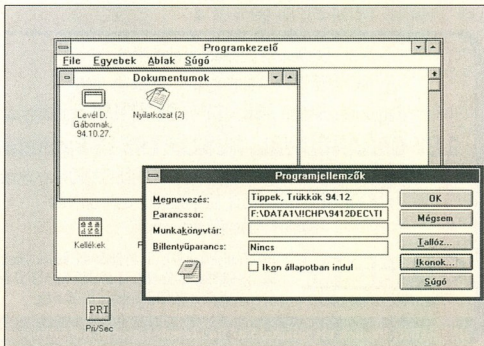 Programkezelő
File Egyebek Ablak Súgó
Dokumentumok
Levél D.
Gábornak,
94.10.27.
Nyilatkozat (2)
Programjellemzők
Megnevezés: Tippek, Trükkök 94.12.
Parancssor: F:\DATA1\!!CHP\9412DEC\TI
Munkakönyvtár:
Billentyűparancs: Nincs
Ikon állapotban indul
OK
Mégsem
Tallóz...
Ikonok...
Súgó
Kellékek
PRI
Pri/Sec